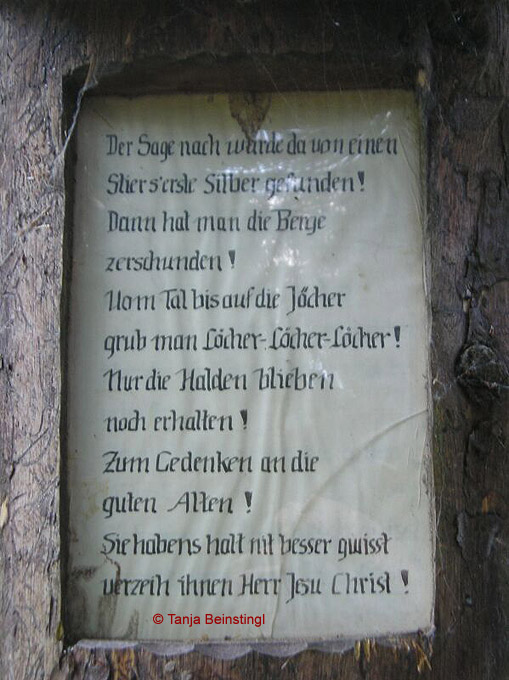 Der Sage nach wurde da von einen
Stier s'erste Silber gefunden!
Dann hat man die Berge
zerschunden!
Vom Tal bis auf die Jöcher
grub man Löcher-Löcher-Löcher!
Nur die Halden blieben
noch erhalten!
Zum Gedenken an die
guten Alten!
Sie habens halt nit besser gwisst
verzeih ihnen Herr Jesu Christ!
© Tanja Beinstingl